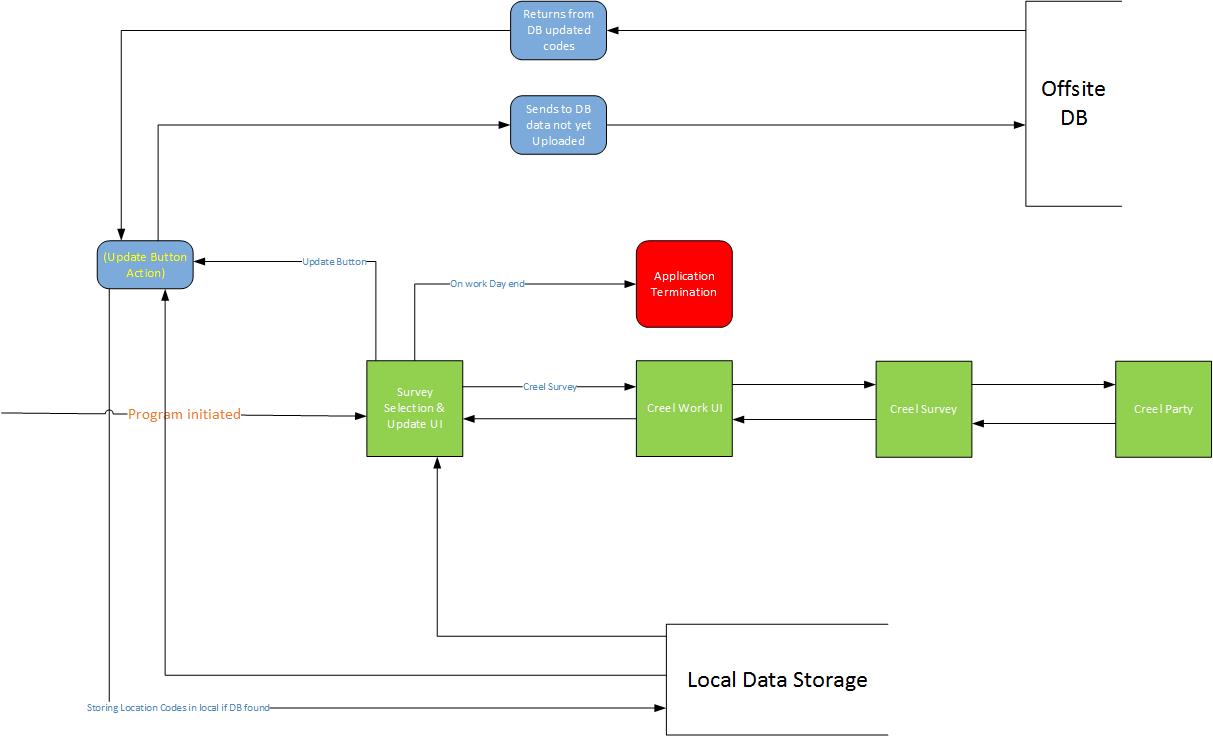 Returns from
DB updated
codes
Offsite
DB
Sends to DB
data not yet
Uploaded
(Update Button
Action)
Update Button
On work Day end
Application
Termination
Survey
Selection &
Update UI
Creel Survey
Creel Work UI
Creel Survey
Creel Party
Program initiated
Local Data Storage
Storing Location Codes in local if DB found